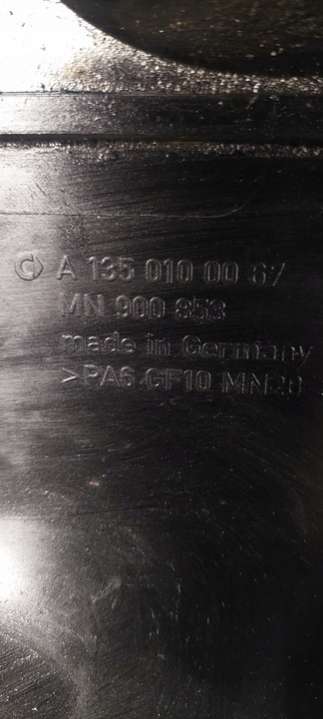 A 135 010 00 67
MN 900 853
made in Germany
>PA6 GF10 MN20